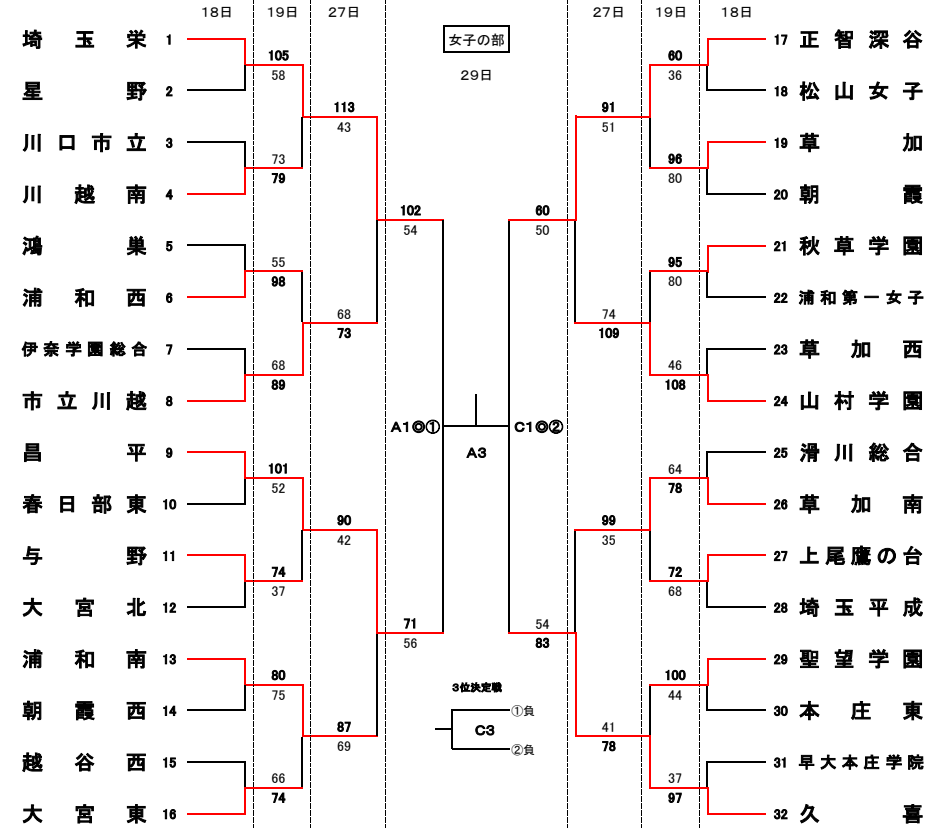 18日 19日 27日 27日 19日 18日
女子の部
29日
埼玉栄 1
星野 2
川口市立 3
川越南 4
鴻巣 5
浦和西 6
伊奈学園総合 7
市立川越 8
昌平 9
春日部東 10
与野 11
大宮北 12
浦和南 13
朝霞西 14
越谷西 15
大宮東 16
105
58
73
79
55
98
68
89
101
52
74
37
80
75
66
74
113
43
68
73
90
42
87
69
102
54
71
56
A1◎①
A3
C1◎②
3位決定戦
①負
C3
②負
60
50
54
83
91
51
74
109
99
35
41
78
60
36
96
80
95
80
46
108
64
78
72
68
100
44
37
97
17 正智深谷
18 松山女子
19 草加
20 朝霞
21 秋草学園
22 浦和第一女子
23 草加西
24 山村学園
25 滑川総合
26 草加南
27 上尾鷹の台
28 埼玉平成
29 聖望学園
30 本庄東
31 早大本庄学院
32 久喜